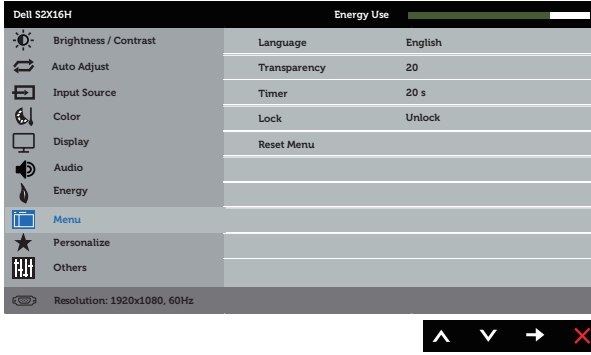 Dell S2X16H Energy Use
Brightness / Contrast Language English
Auto Adjust Transparency 20
Input Source Timer 20 s
Color Lock Unlock
Display Reset Menu
Audio
Energy
Menu
Personalize
Others
Resolution: 1920x1080, 60Hz